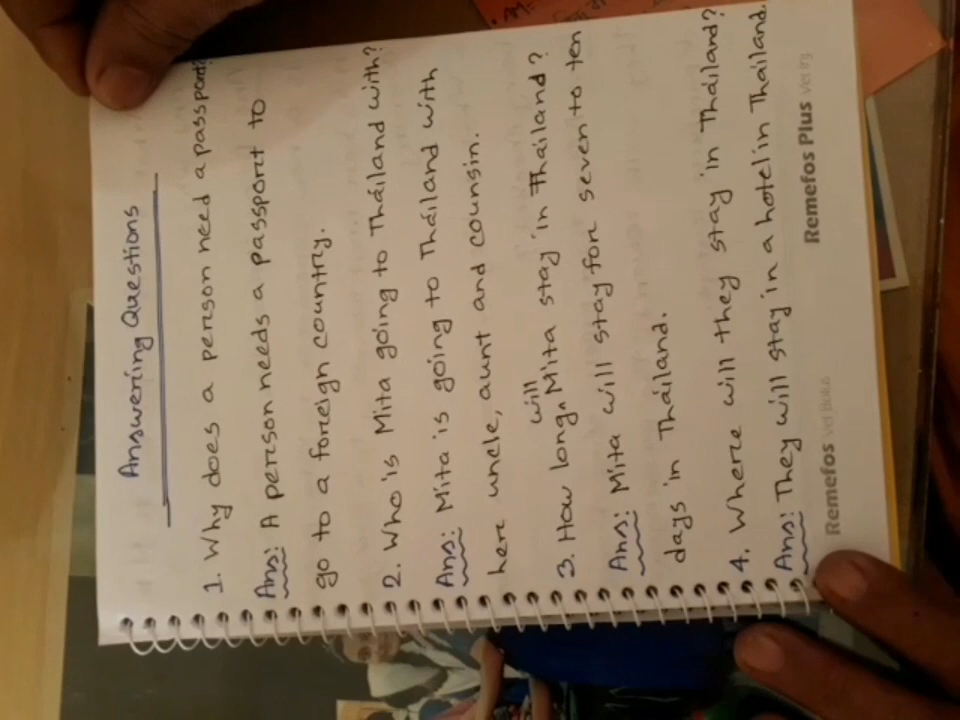 Answering Questions
1. Why does a person need a passport?
Ans: A person needs a passport to
go to a foreign country.
2. Who is Mita going to Thailand with?
Ans: Mita is going to Thailand with
here uncle, aunt and counsin.
will
3. How long ^ Mita stay in Thailand?
Ans: Mita will stay for seven to ten
days in Thailand.
4. Where will they stay in Thailand?
Ans: They will stay in a hotel in Thailand.
Remefos Remefos Plus